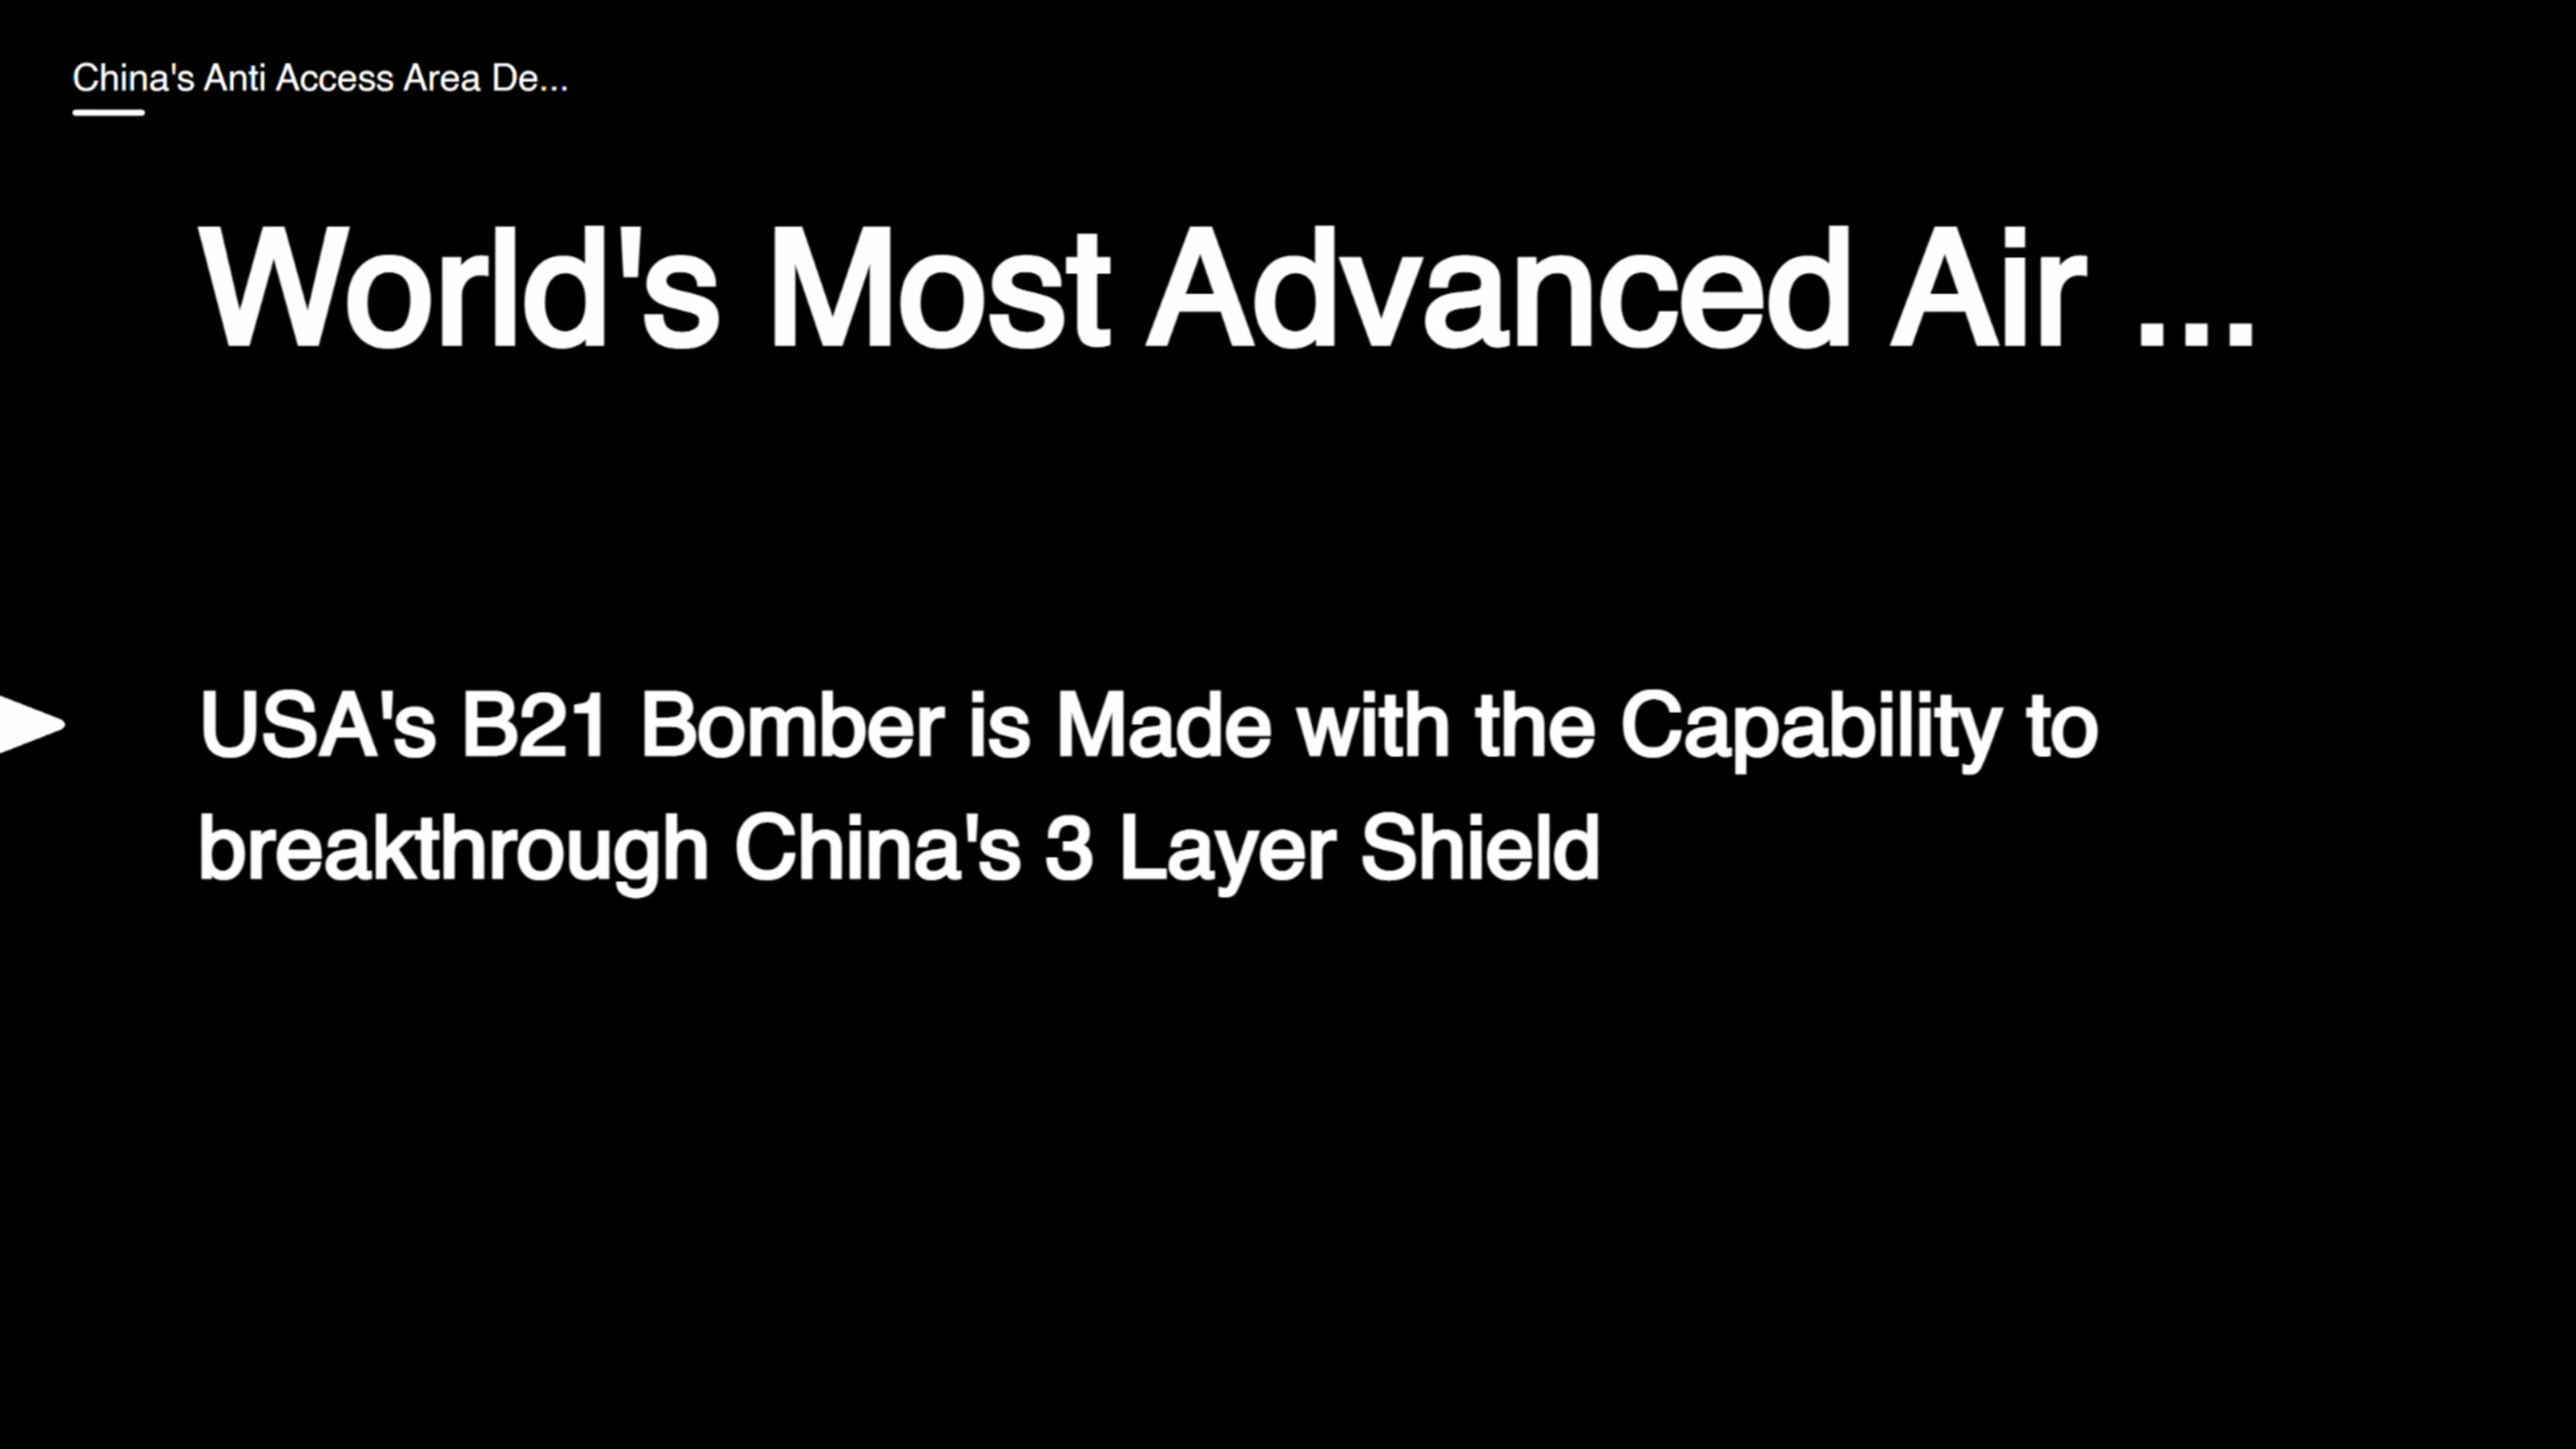 China's Anti Access Area De...
World's Most Advanced Air ...
USA's B21 Bomber is Made with the Capability to
breakthrough China's 3 Layer Shield